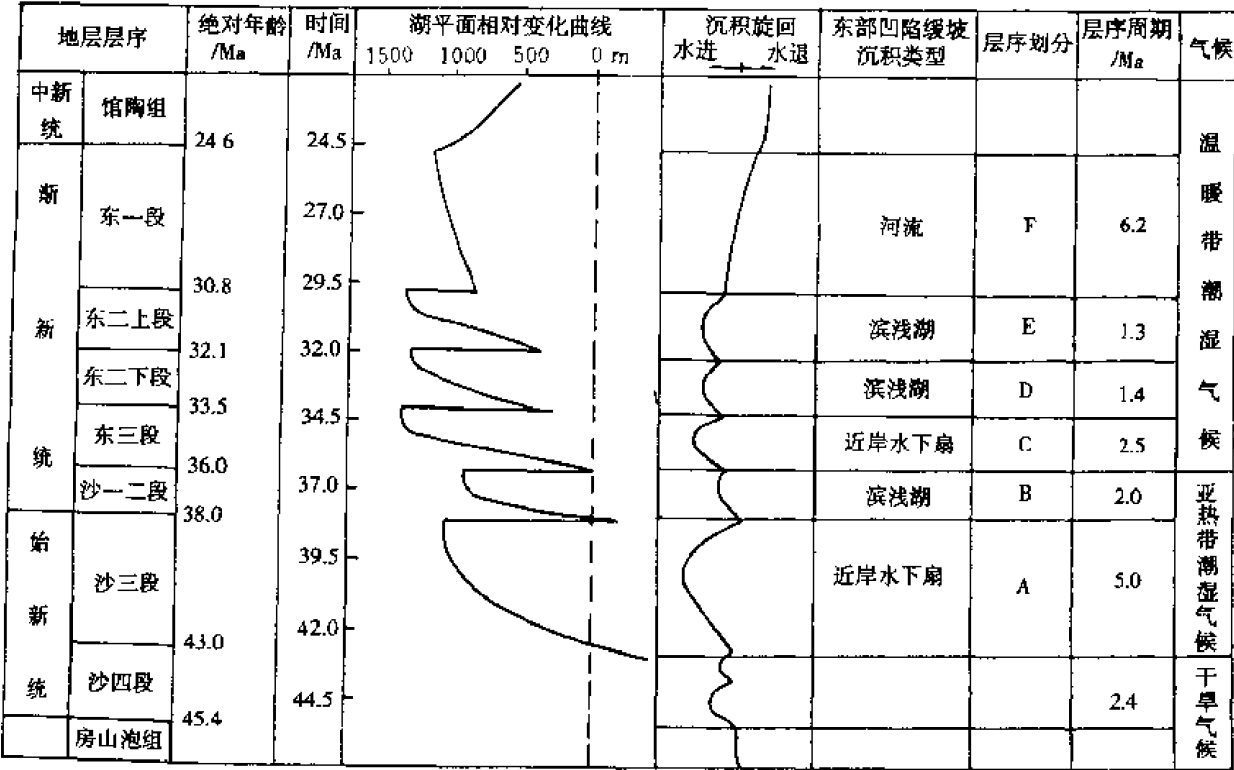 地层层序
绝对年龄
/Ma
时间
/Ma
湖平面相对变化曲线
1500 1000 500 0 m
沉积旋回
水进 水退
东部凹陷缓坡
沉积类型
层序划分
层序周期
/Ma
气候
中新
统
馆陶组
24.6
24.5
渐
新
统
东一段
27.0
河流
F
6.2
30.8
29.5
东二上段
滨浅湖
E
1.3
32.1
32.0
东二下段
滨浅湖
D
1.4
33.5
34.5
东三段
近岸水下扇
C
2.5
36.0
沙一二段
37.0
滨浅湖
B
2.0
38.0
始
新
统
沙三段
39.5
近岸水下扇
A
5.0
42.0
43.0
沙四段
44.5
2.4
45.4
房山泡组
温
暖
带
潮
湿
气
候
亚
热
带
潮
湿
气
候
干
旱
气
候